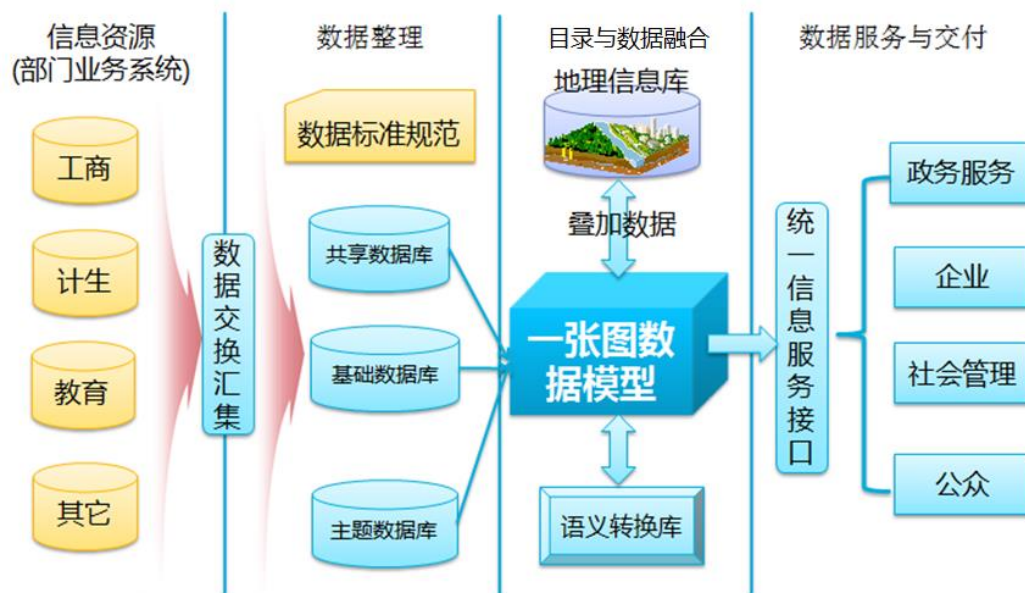 信息资源
(部门业务系统)
工商
计生
教育
其它
数据交换汇集
数据整理
数据标准规范
共享数据库
基础数据库
主题数据库
目录与数据融合
地理信息库
叠加数据
一张图数
据模型
语义转换库
数据服务与交付
统一信息服务接口
政务服务
企业
社会管理
公众